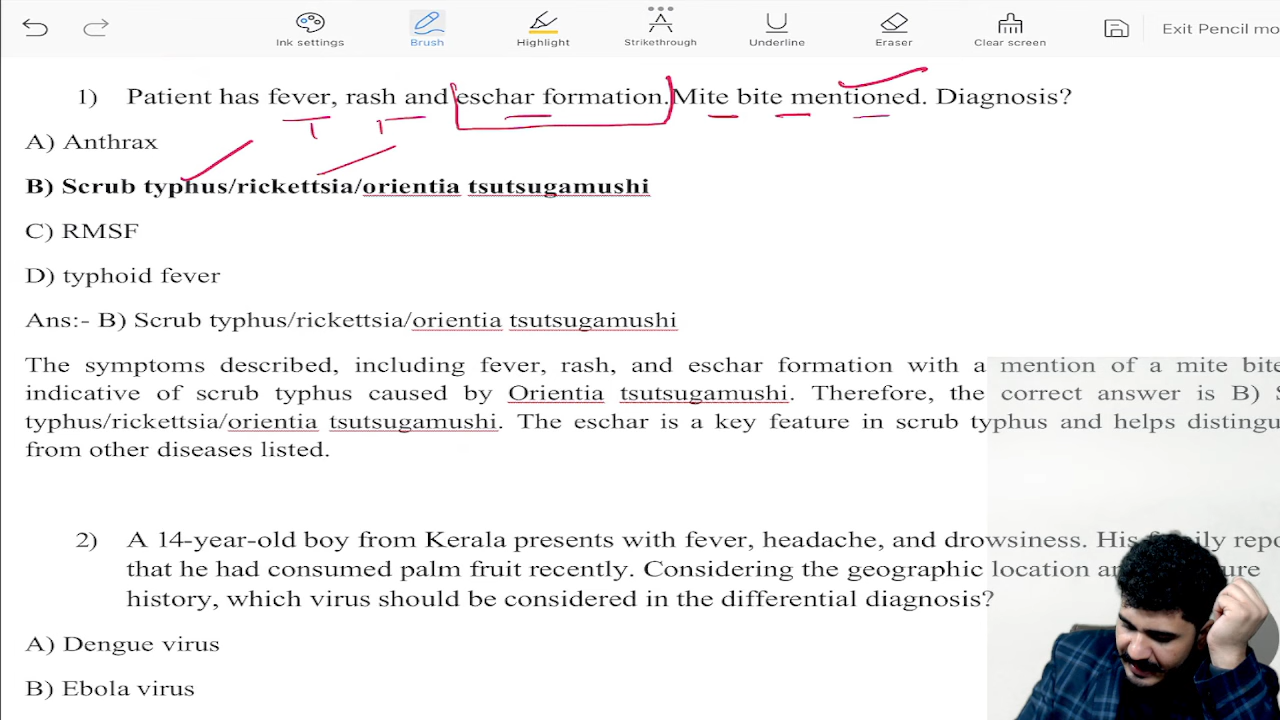 Ink settings Brush Highlight Strikethrough Underline Eraser Clear screen Exit Pencil mo
1) Patient has fever, rash and eschar formation. Mite bite mentioned. Diagnosis?
A) Anthrax
B) Scrub typhus/rickettsia/orientia tsutsugamushi
C) RMSF
D) typhoid fever
Ans:- B) Scrub typhus/rickettsia/orientia tsutsugamushi
The symptoms described, including fever, rash, and eschar formation with a mention of a mite bite
indicative of scrub typhus caused by Orientia tsutsugamushi. Therefore, the correct answer is B) S
typhus/rickettsia/orientia tsutsugamushi. The eschar is a key feature in scrub typhus and helps distingu
from other diseases listed.
2) A 14-year-old boy from Kerala presents with fever, headache, and drowsiness. His family repo
that he had consumed palm fruit recently. Considering the geographic location
history, which virus should be considered in the differential diagnosis?
A) Dengue virus
B) Ebola virus